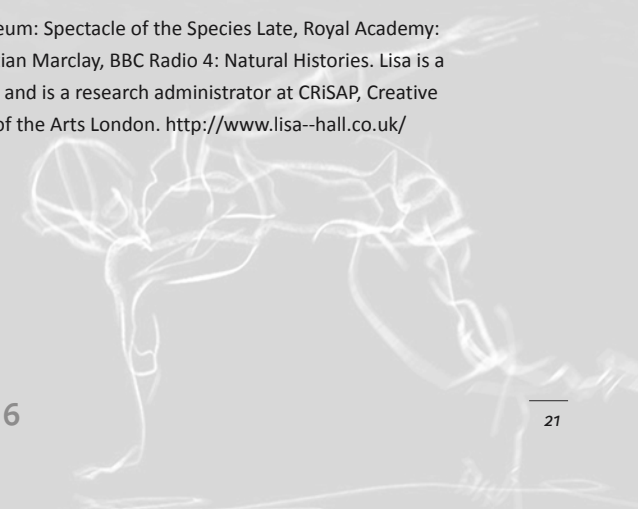 eum: Spectacle of the Species Late, Royal Academy:
ian Marclay, BBC Radio 4: Natural Histories. Lisa is a
and is a research administrator at CRiSAP, Creative
of the Arts London. http://www.lisa--hall.co.uk/
6
21